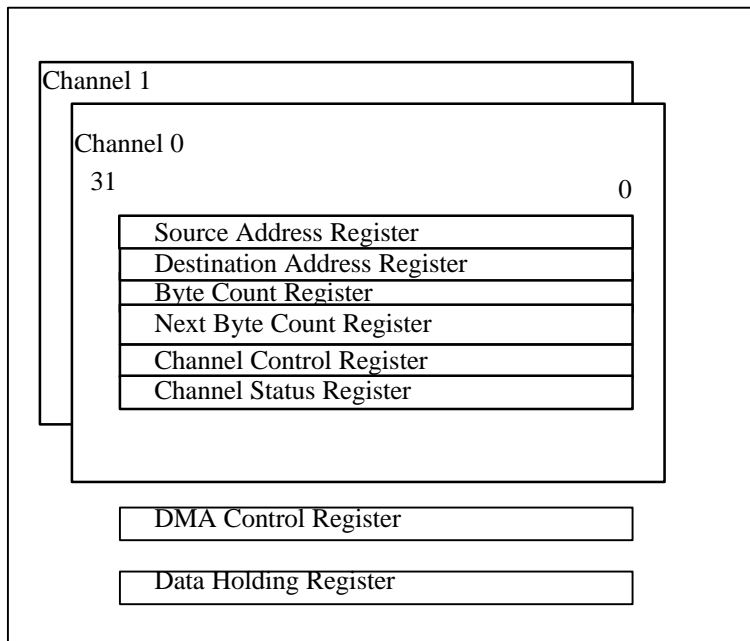 Channel 1
Channel 0
31 0
Source Address Register
Destination Address Register
Byte Count Register
Next Byte Count Register
Channel Control Register
Channel Status Register
DMA Control Register
Data Holding Register